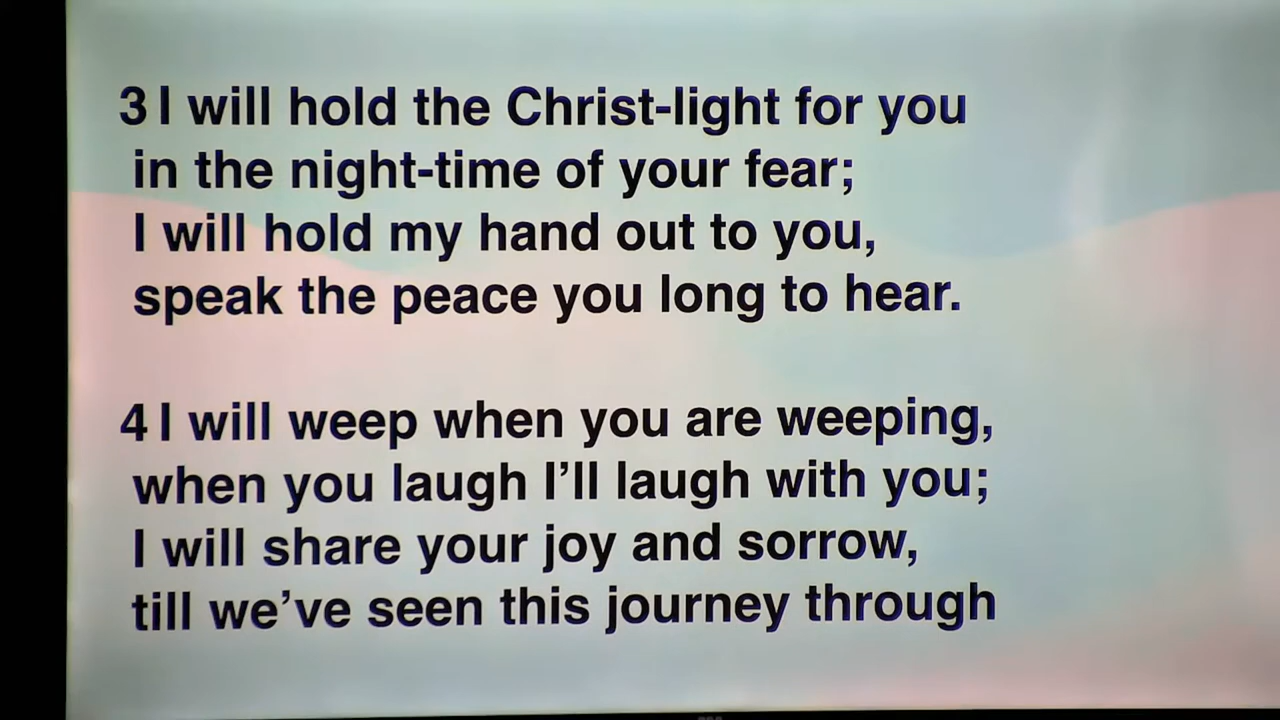 3 I will hold the Christ-light for you
in the night-time of your fear;
I will hold my hand out to you,
speak the peace you long to hear.
4 I will weep when you are weeping,
when you laugh I’ll laugh with you;
I will share your joy and sorrow,
till we’ve seen this journey through